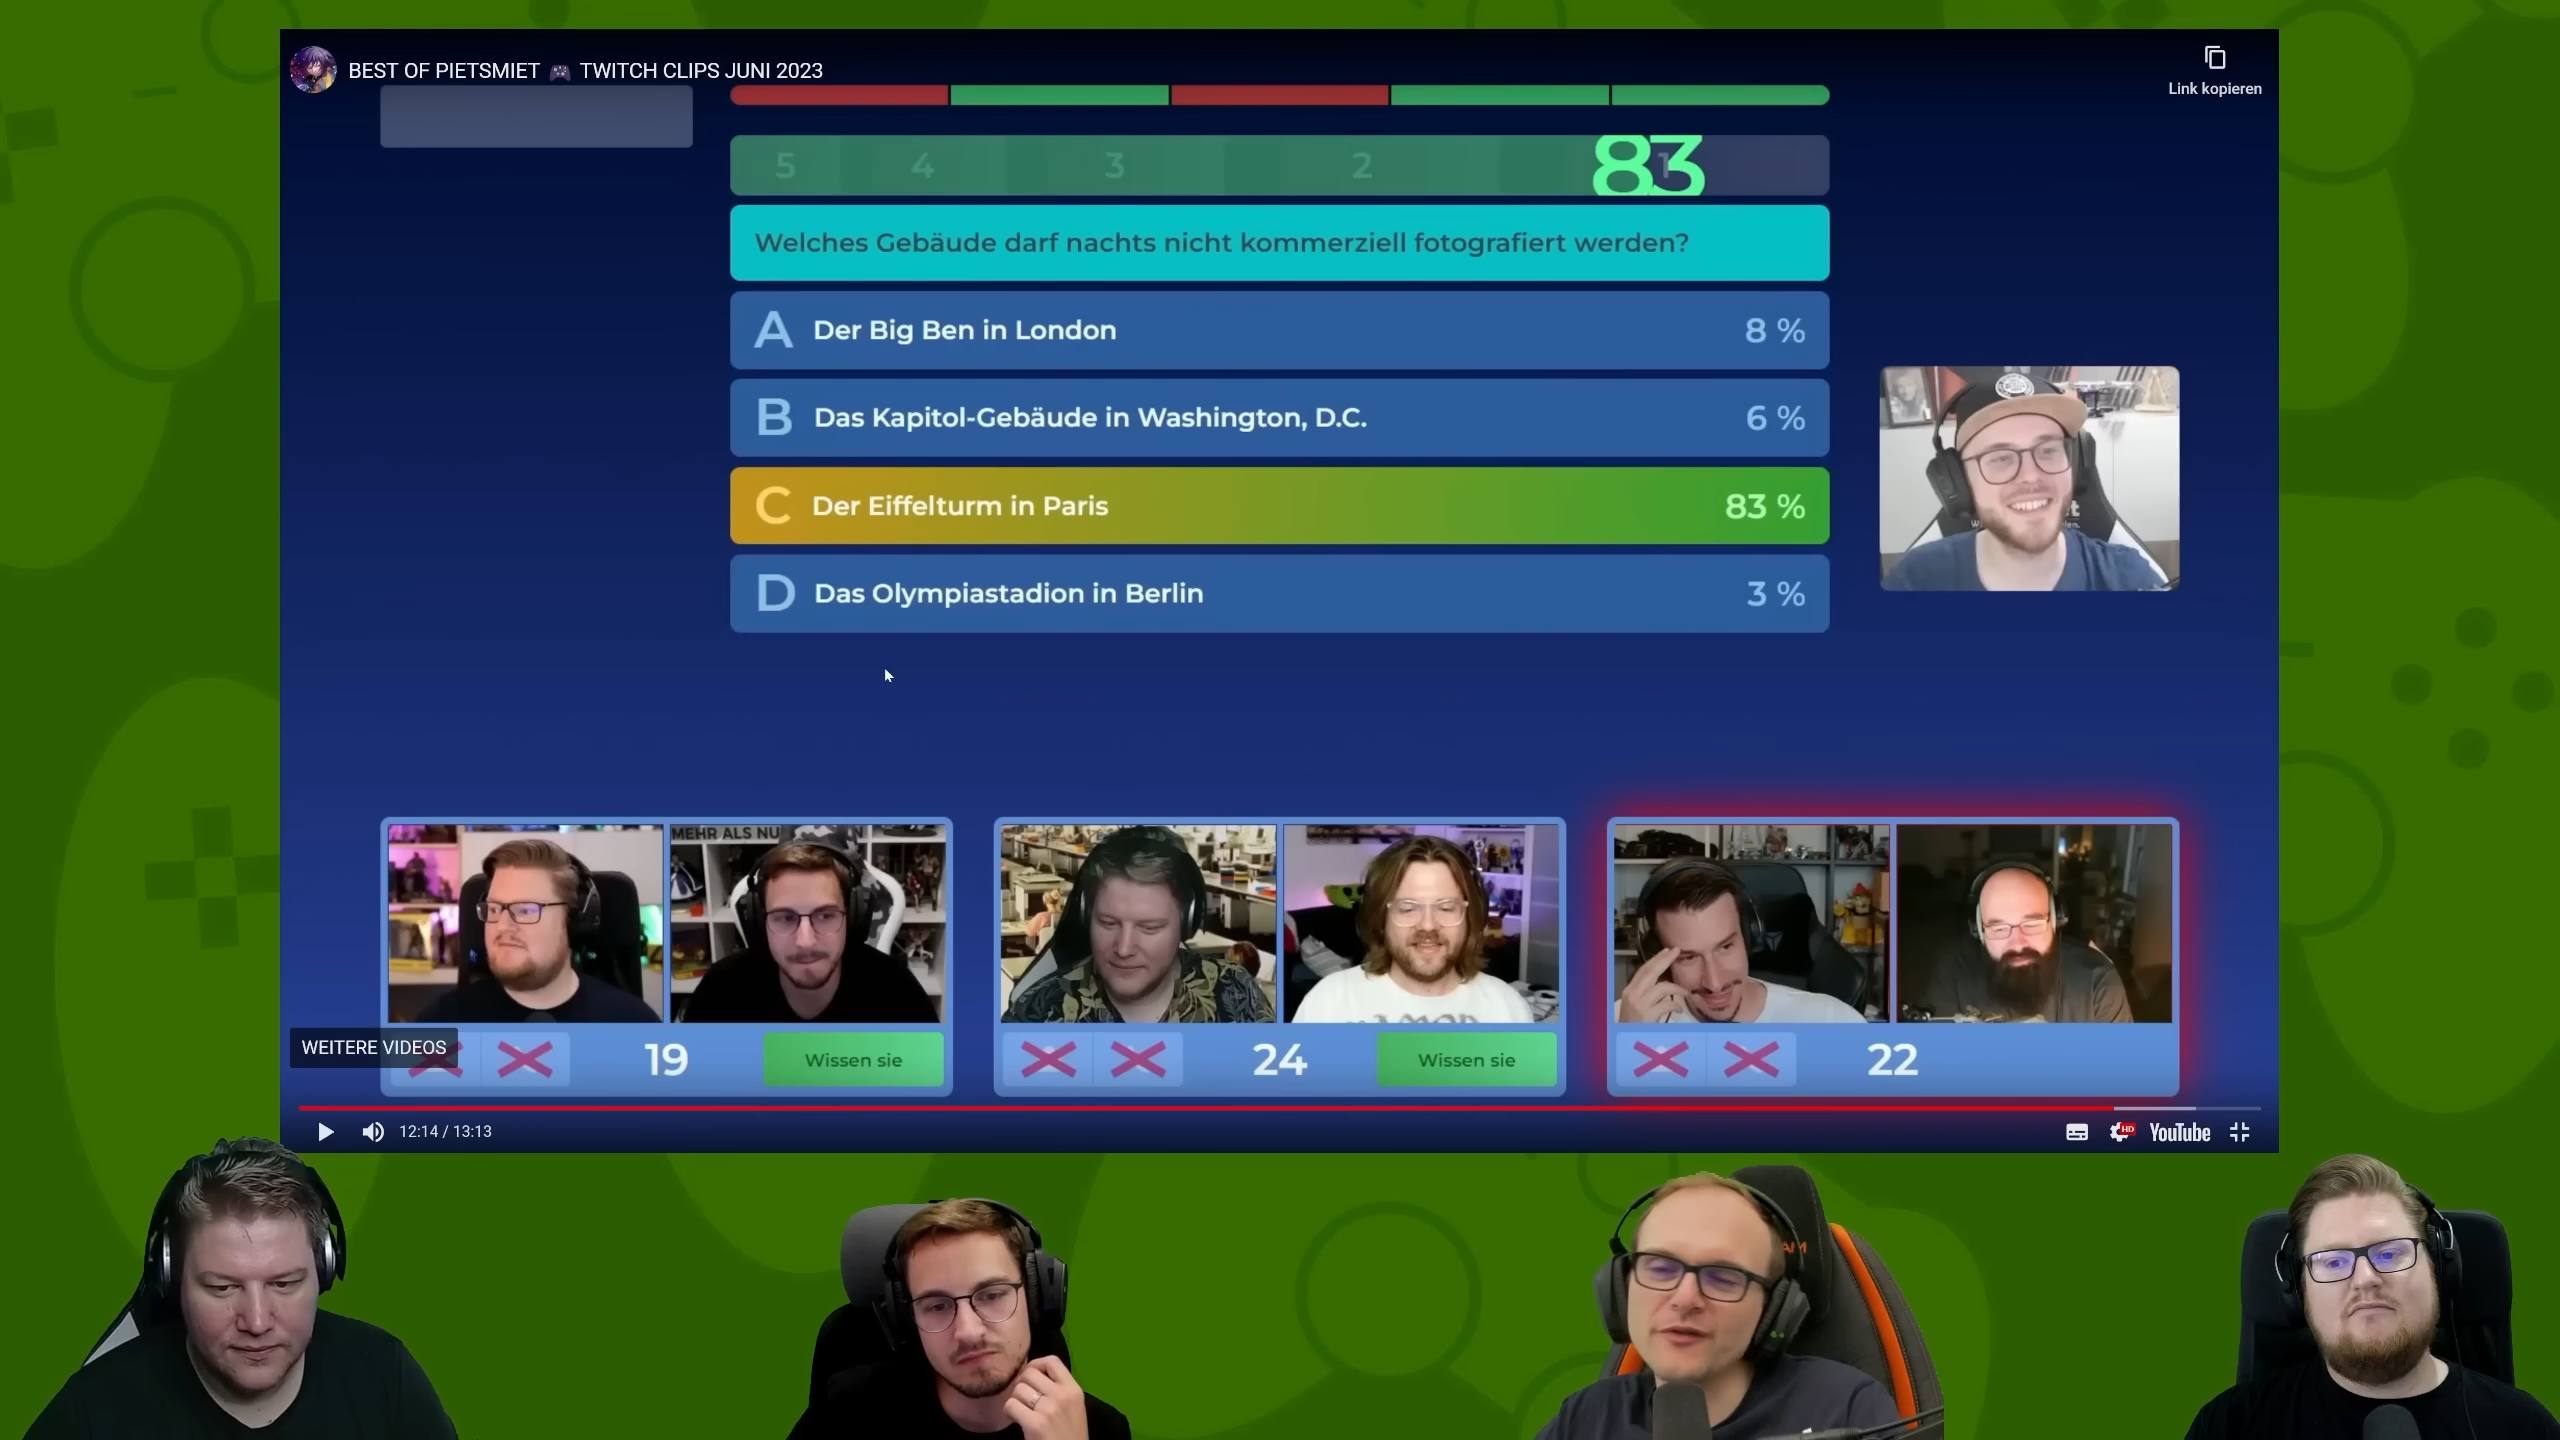 BEST OF PIETSMIET 🎮 TWITCH CLIPS JUNI 2023
Link kopieren
5 4 3 2 1 83
Welches Gebäude darf nachts nicht kommerziell fotografiert werden?
A Der Big Ben in London 8 %
B Das Kapitol-Gebäude in Washington, D.C. 6 %
C Der Eiffelturm in Paris 83 %
D Das Olympiastadion in Berlin 3 %
MEHR ALS NU
WEITERE VIDEOS
19 Wissen sie
24 Wissen sie
22
12:14 / 13:13
HD
YouTube